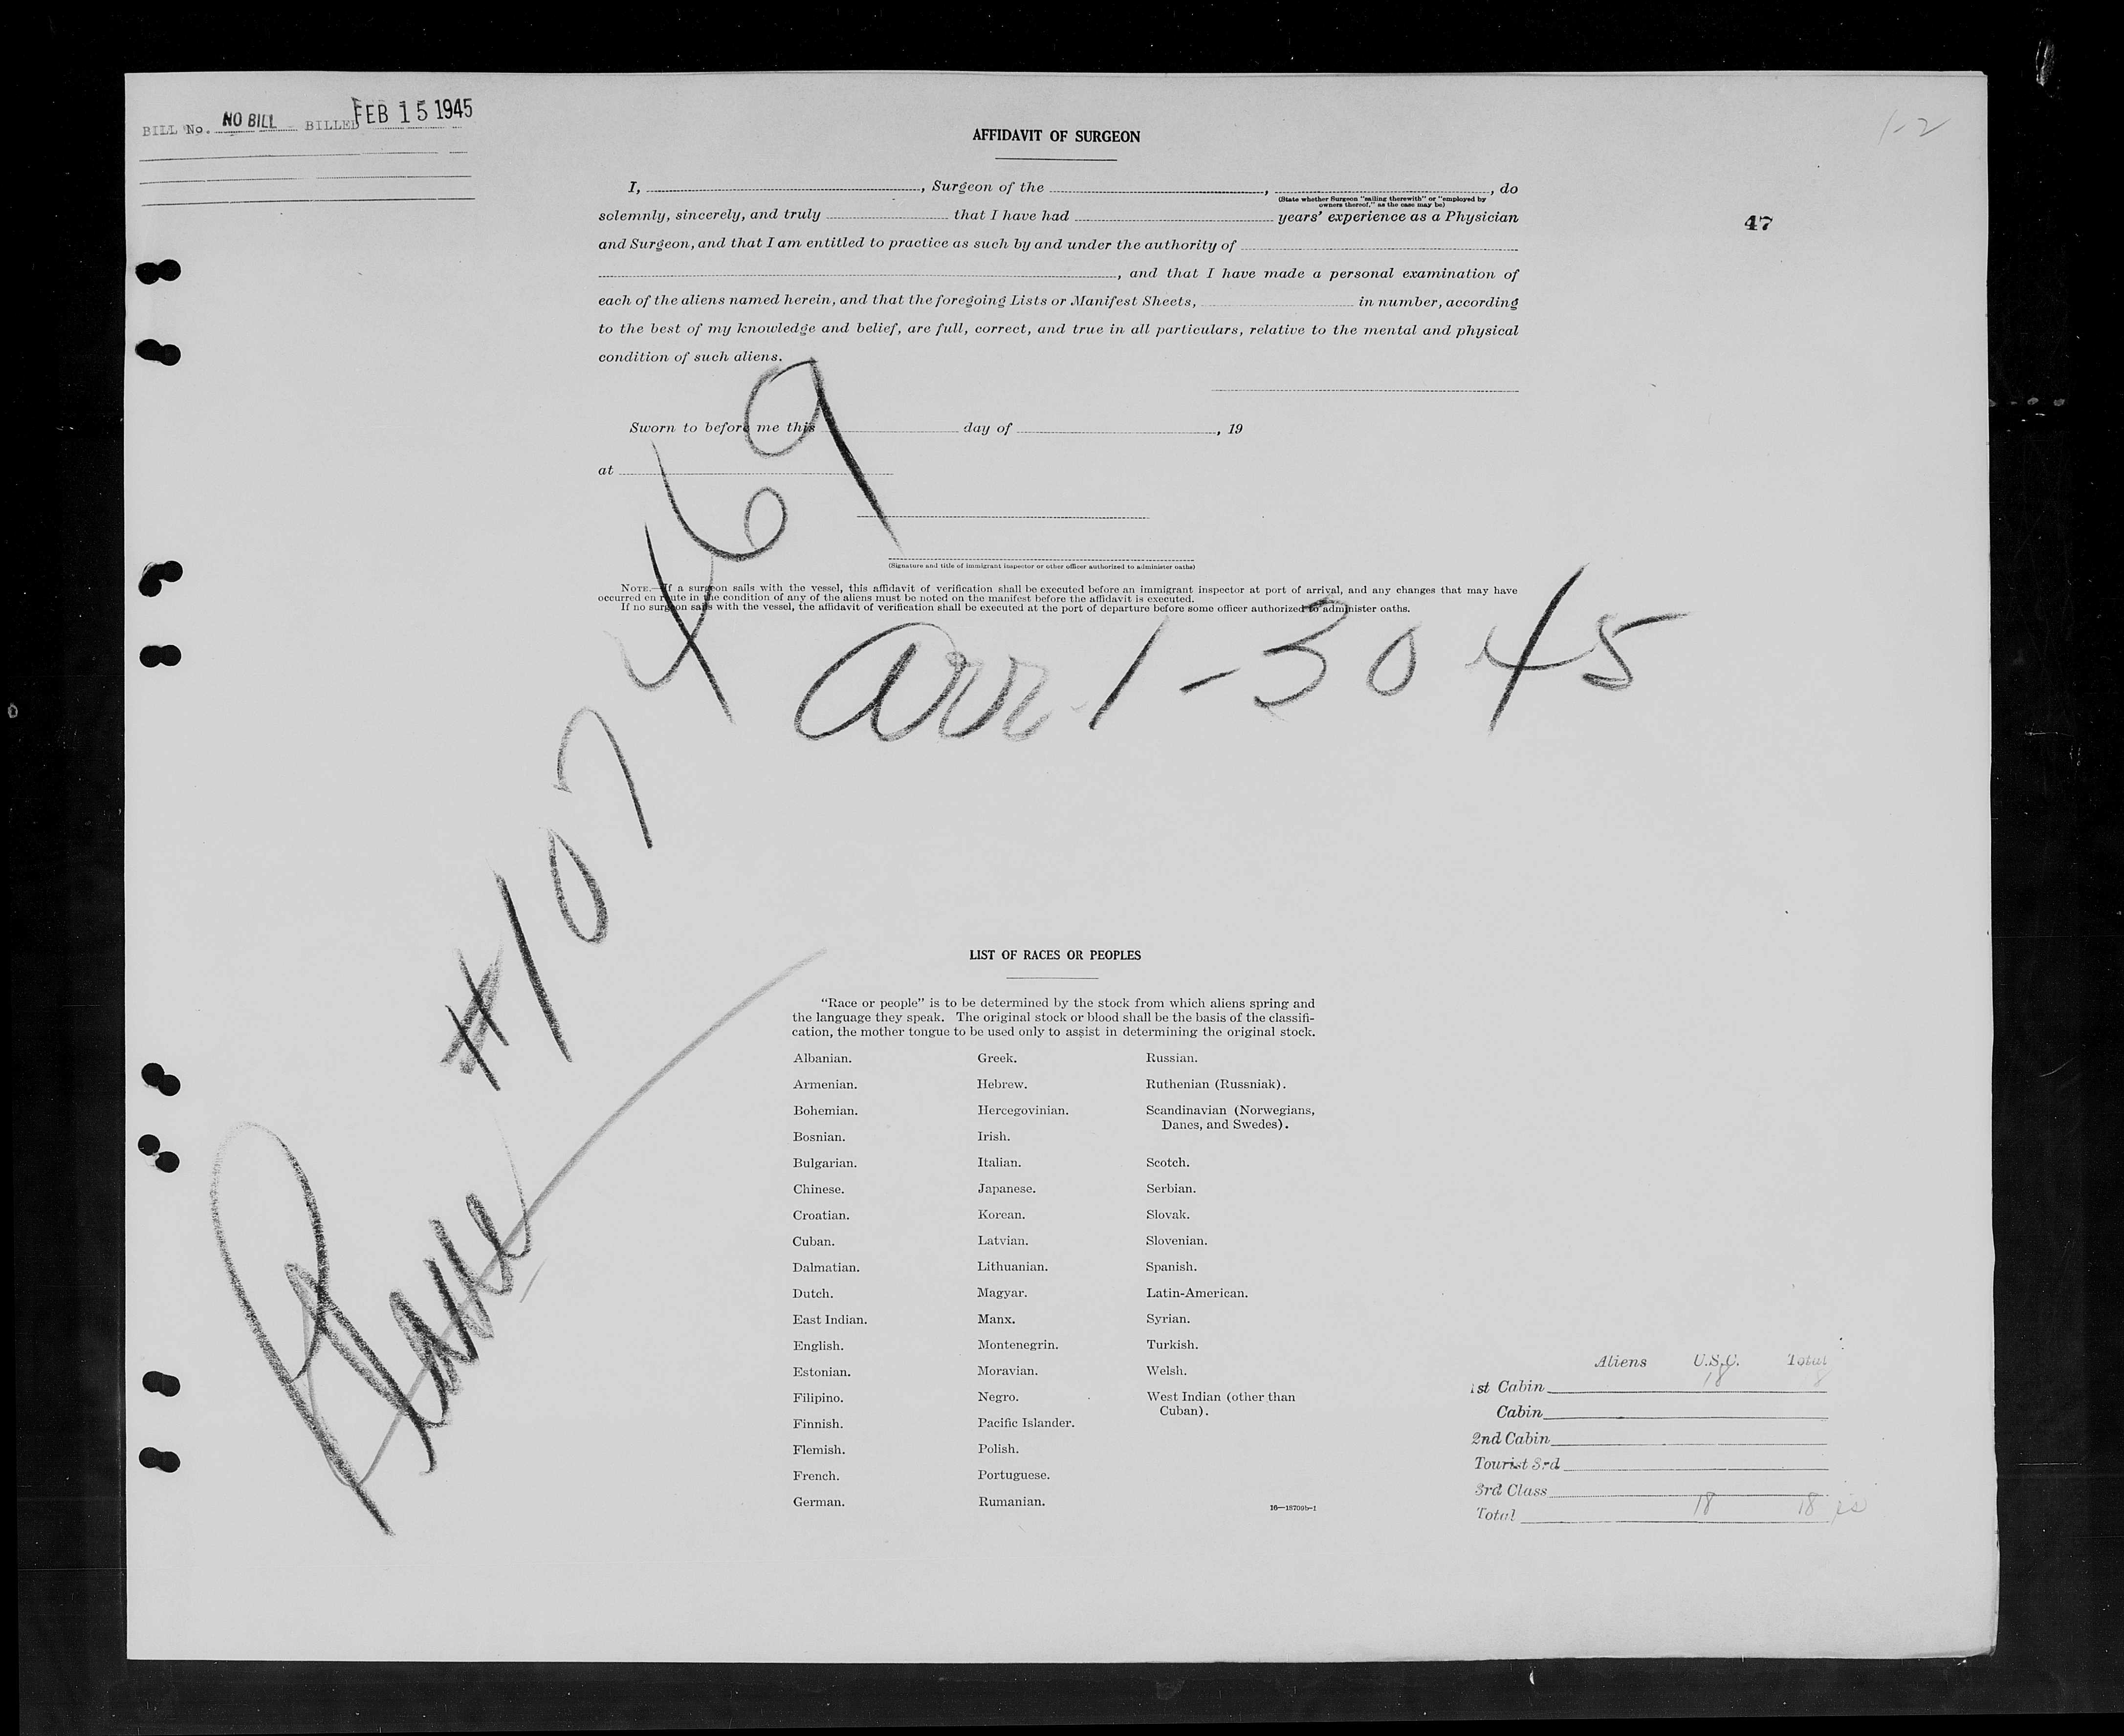 BILL No. NO BILL BILLED FEB 15 1945
1-2
47
AFFIDAVIT OF SURGEON
I, , Surgeon of the , , do
(State whether Surgeon "sailing therewith" or "employed by
owners thereof," as the case may be)
solemnly, sincerely, and truly that I have had years' experience as a Physician
and Surgeon, and that I am entitled to practice as such by and under the authority of
, and that I have made a personal examination of
each of the aliens named herein, and that the foregoing Lists or Manifest Sheets, in number, according
to the best of my knowledge and belief, are full, correct, and true in all particulars, relative to the mental and physical
condition of such aliens.
Sworn to before me this day of , 19
at
(Signature and title of immigrant inspector or other officer authorized to administer oaths)
NOTE.—If a surgeon sails with the vessel, this affidavit of verification shall be executed before an immigrant inspector at port of arrival, and any changes that may have
occurred en route in the condition of any of the aliens must be noted on the manifest before the affidavit is executed.
If no surgeon sails with the vessel, the affidavit of verification shall be executed at the port of departure before some officer authorized to administer oaths.
Arr 1-30 45
Plane #107469
LIST OF RACES OR PEOPLES
"Race or people" is to be determined by the stock from which aliens spring and
the language they speak. The original stock or blood shall be the basis of the classifi-
cation, the mother tongue to be used only to assist in determining the original stock.
Albanian.
Armenian.
Bohemian.
Bosnian.
Bulgarian.
Chinese.
Croatian.
Cuban.
Dalmatian.
Dutch.
East Indian.
English.
Estonian.
Filipino.
Finnish.
Flemish.
French.
German.
Greek.
Hebrew.
Hercegovinian.
Irish.
Italian.
Japanese.
Korean.
Latvian.
Lithuanian.
Magyar.
Manx.
Montenegrin.
Moravian.
Negro.
Pacific Islander.
Polish.
Portuguese.
Rumanian.
Russian.
Ruthenian (Russniak).
Scandinavian (Norwegians,
Danes, and Swedes).
Scotch.
Serbian.
Slovak.
Slovenian.
Spanish.
Latin-American.
Syrian.
Turkish.
Welsh.
West Indian (other than
Cuban).
16—18709b-1
Aliens U.S.C. Total
1st Cabin 18
Cabin
2nd Cabin
Tourist 3rd
3rd Class
Total 18 18